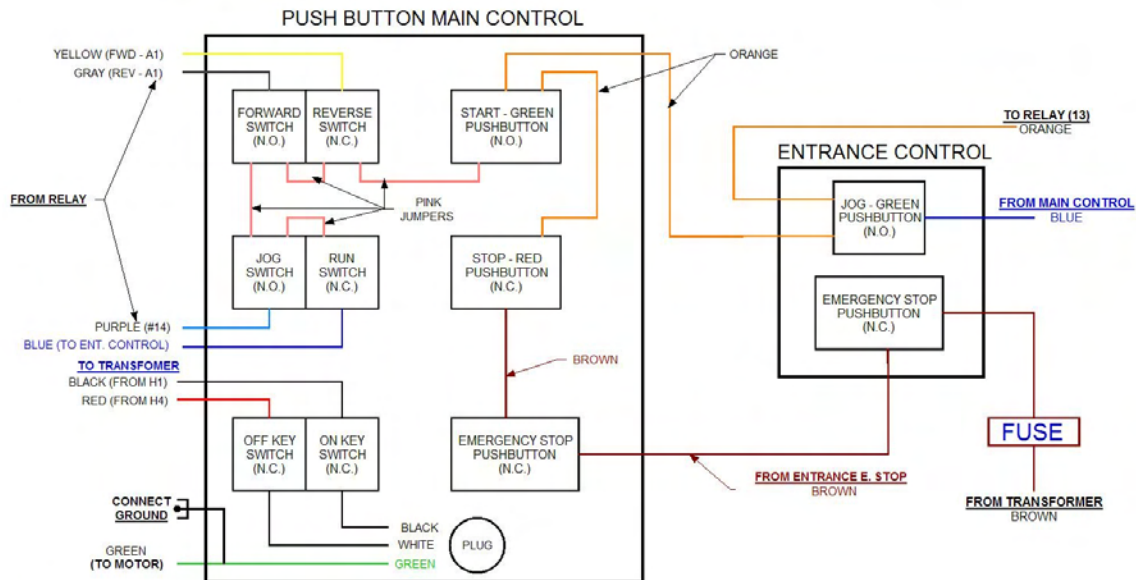 PUSH BUTTON MAIN CONTROL
YELLOW (FWD - A1)
GRAY (REV - A1)
ORANGE
FORWARD
SWITCH
(N.O.)
REVERSE
SWITCH
(N.C.)
START - GREEN
PUSHBUTTON
(N.O.)
TO RELAY (13)
ORANGE
ENTRANCE CONTROL
FROM RELAY
PINK
JUMPERS
JOG - GREEN
PUSHBUTTON
(N.O.)
FROM MAIN CONTROL
BLUE
JOG
SWITCH
(N.O.)
RUN
SWITCH
(N.C.)
STOP - RED
PUSHBUTTON
(N.C.)
EMERGENCY STOP
PUSHBUTTON
(N.C.)
PURPLE (#14)
BLUE (TO ENT. CONTROL)
TO TRANSFOMER
BLACK (FROM H1)
RED (FROM H4)
BROWN
OFF KEY
SWITCH
(N.C.)
ON KEY
SWITCH
(N.C.)
EMERGENCY STOP
PUSHBUTTON
(N.C.)
FUSE
FROM ENTRANCE E. STOP
BROWN
FROM TRANSFORMER
BROWN
CONNECT
GROUND
BLACK
WHITE
GREEN
PLUG
GREEN
(TO MOTOR)